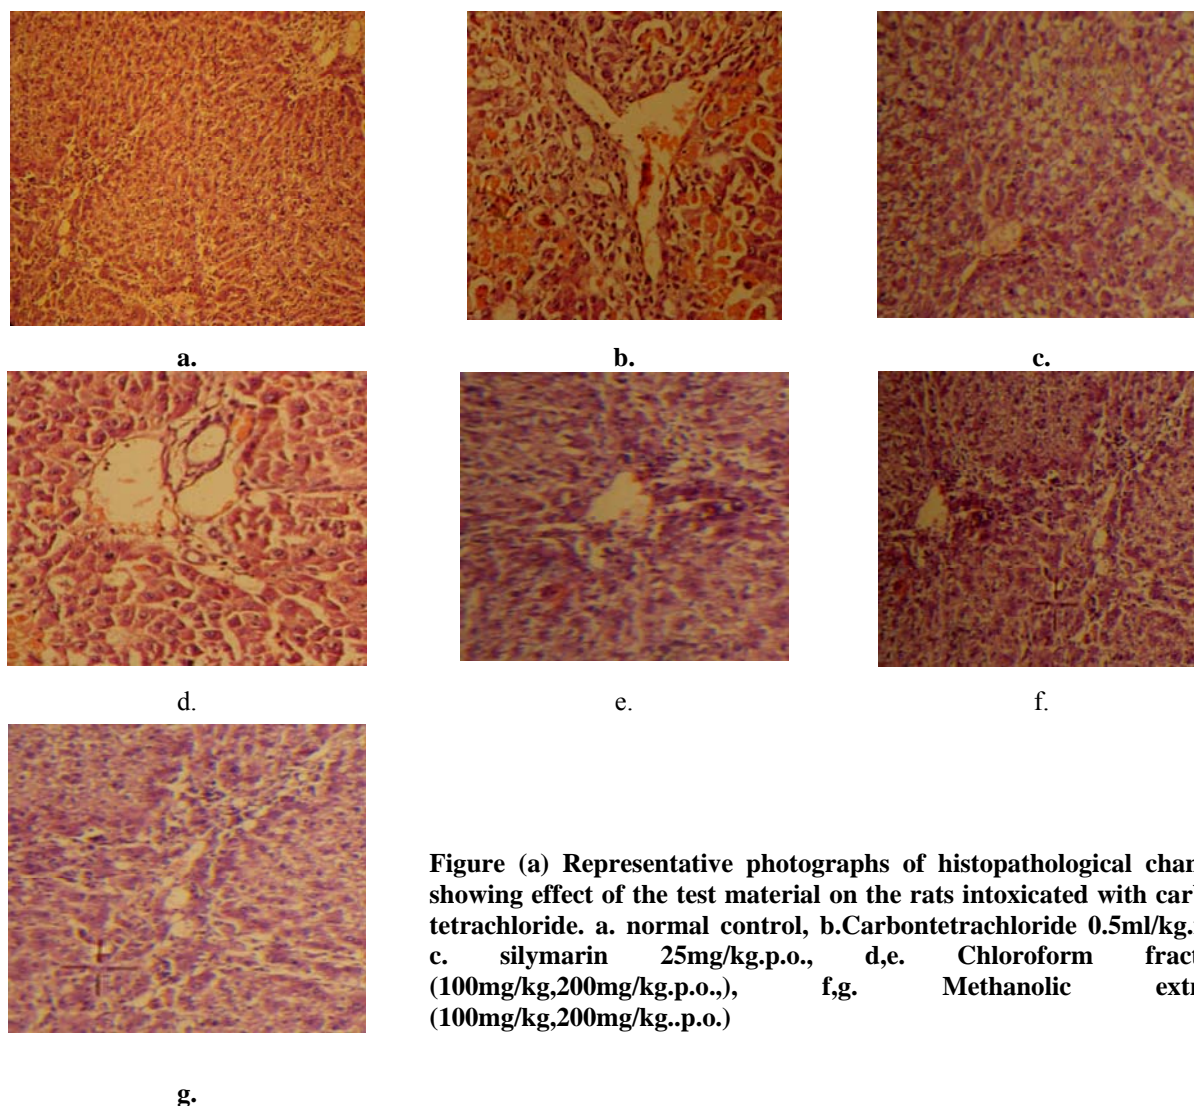 a.
b.
c.
d.
e.
f.
g.
Figure (a) Representative photographs of histopathological chan
showing effect of the test material on the rats intoxicated with car
tetrachloride. a. normal control, b.Carbontetrachloride 0.5ml/kg.
c. silymarin 25mg/kg.p.o., d,e. Chloroform fract
(100mg/kg,200mg/kg.p.o.,), f,g. Methanolic extr
(100mg/kg,200mg/kg..p.o.)